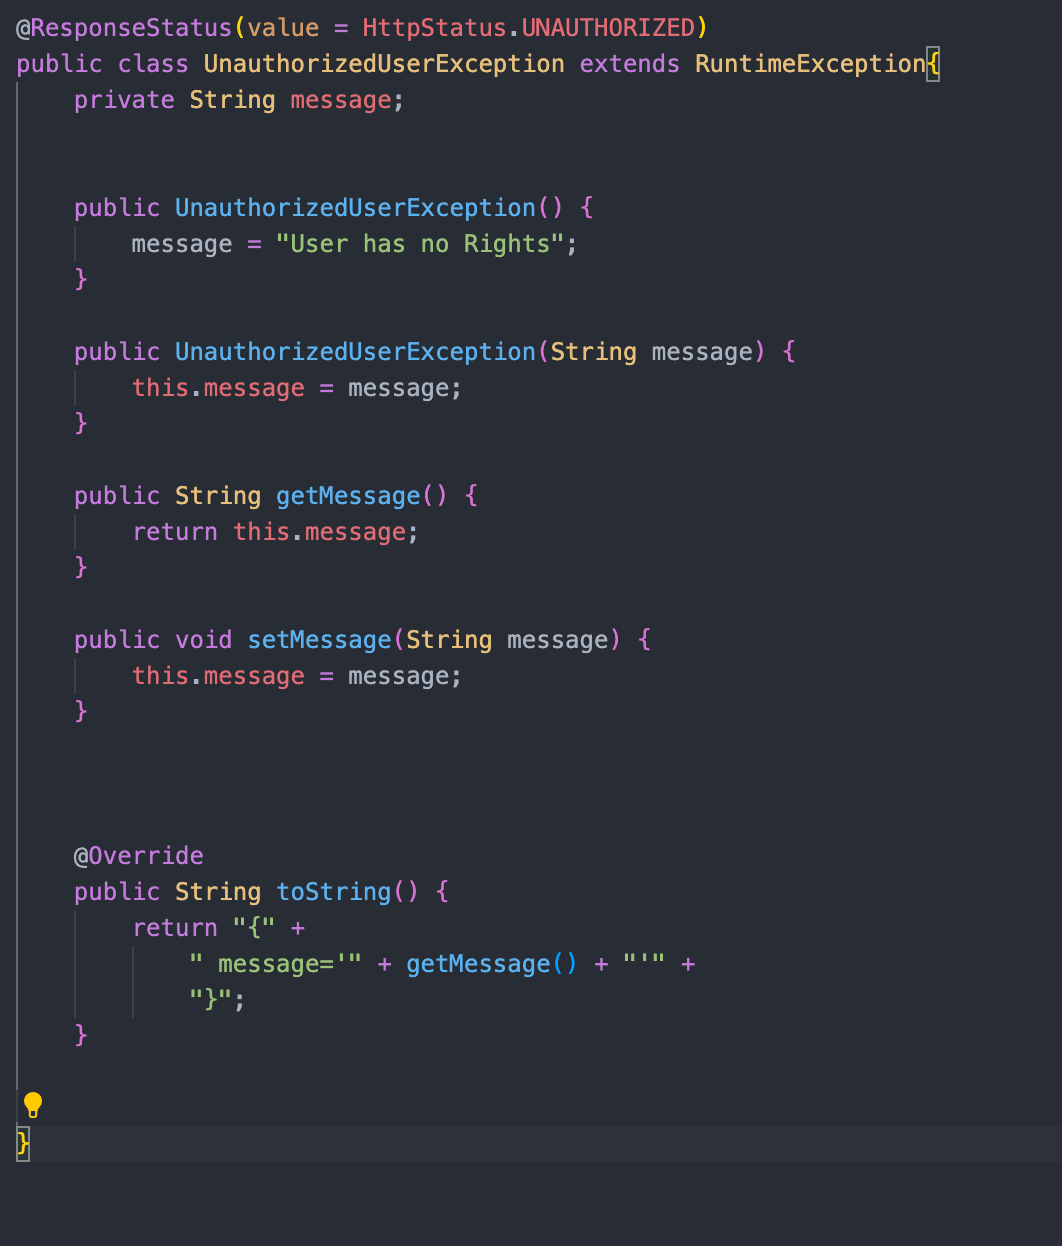 @ResponseStatus(value = HttpStatus.UNAUTHORIZED)
public class UnauthorizedUserException extends RuntimeException{
    private String message;


    public UnauthorizedUserException() {
        message = "User has no Rights";
    }

    public UnauthorizedUserException(String message) {
        this.message = message;
    }

    public String getMessage() {
        return this.message;
    }

    public void setMessage(String message) {
        this.message = message;
    }



    @Override
    public String toString() {
        return "{" +
            " message='" + getMessage() + "'" +
            "}";
    }


}